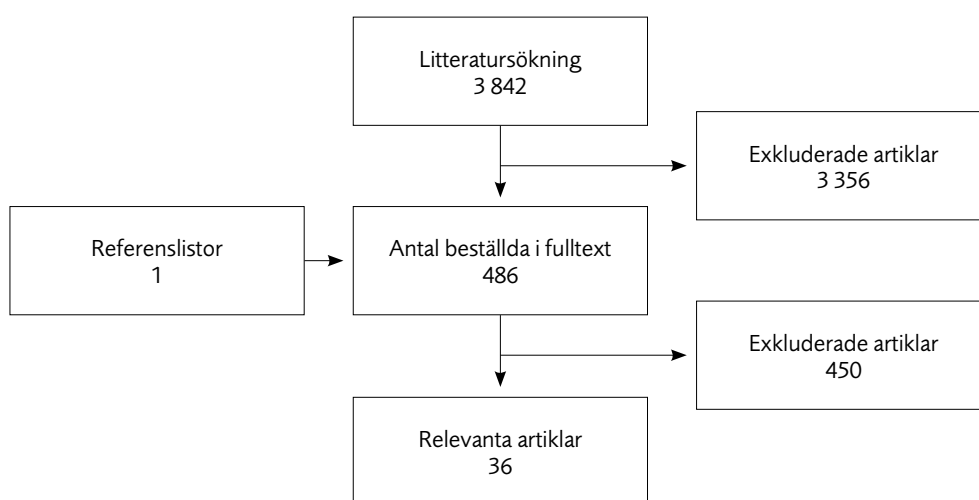 Litteratursökning
3 842
Exkluderade artiklar
3 356
Referenslistor
1
Antal beställda i fulltext
486
Exkluderade artiklar
450
Relevanta artiklar
36